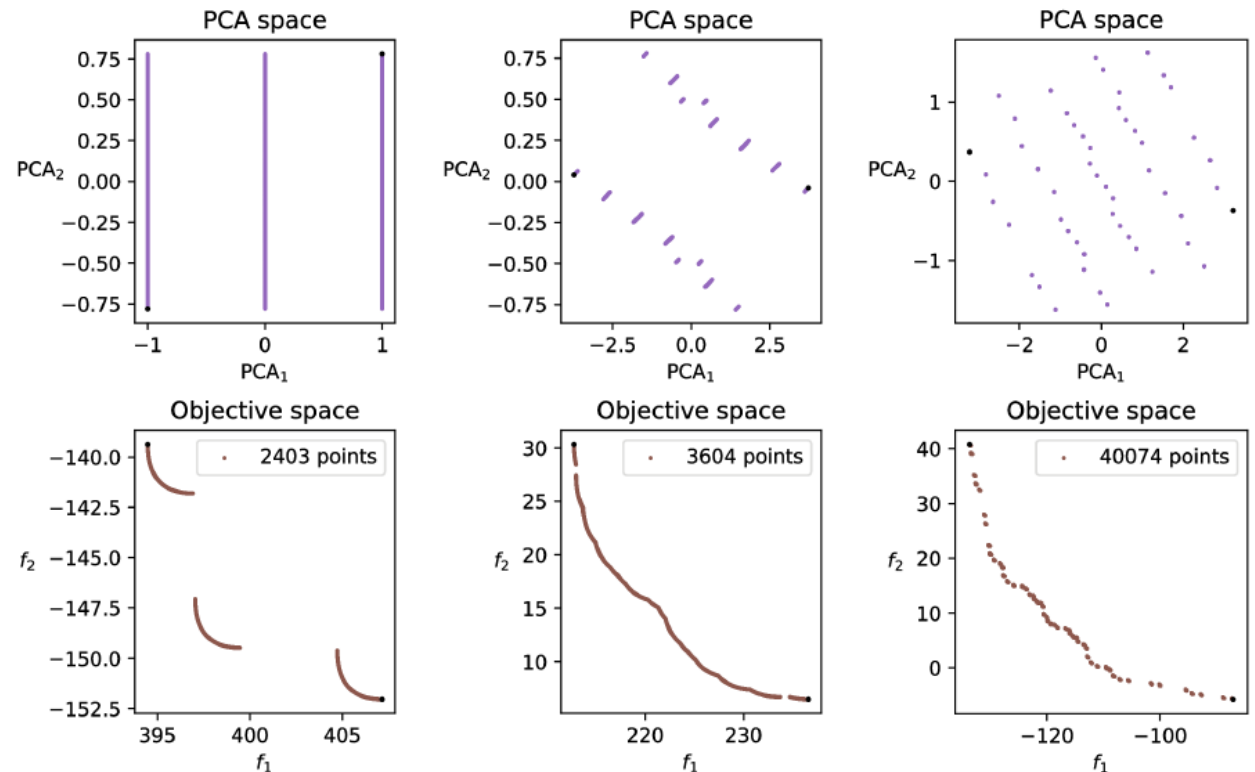 PCA space
0.75
0.50
0.25
PCA₂
0.00
−0.25
−0.50
−0.75
−1
0
1
PCA₁
PCA space
0.75
0.50
0.25
PCA₂
0.00
−0.25
−0.50
−0.75
−2.5
0.0
2.5
PCA₁
PCA space
1
PCA₂
0
−1
−2
0
2
PCA₁
Objective space
2403 points
−140.0
−142.5
f₂
−145.0
−147.5
−150.0
−152.5
395
400
405
f₁
Objective space
3604 points
30
25
f₂
20
15
10
220
230
f₁
Objective space
40074 points
40
30
f₂
20
10
0
−120
−100
f₁